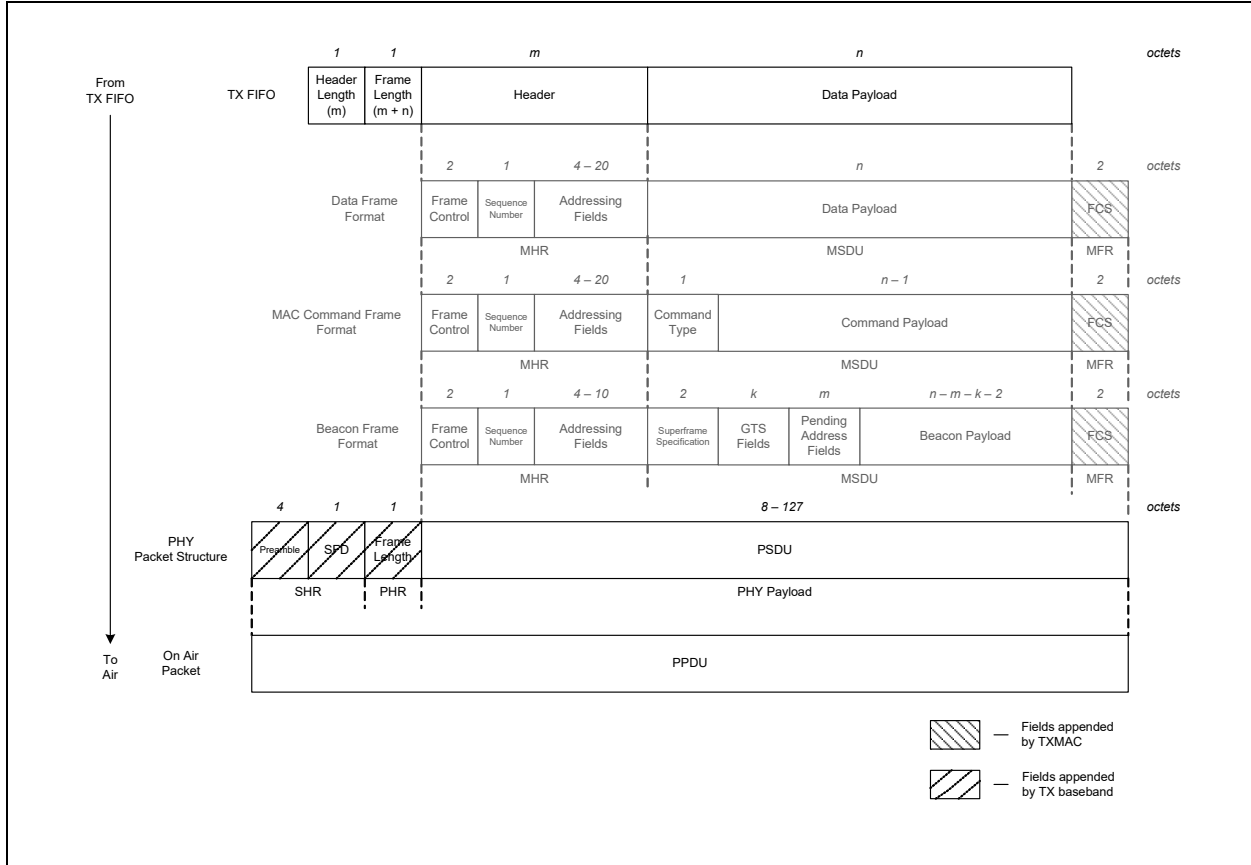 1 1 m n octets
From
TX FIFO
TX FIFO
Header
Length
(m)
Frame
Length
(m + n)
Header
Data Payload
2 1 4 – 20 n 2 octets
Data Frame
Format
Frame
Control
Sequence
Number
Addressing
Fields
Data Payload
FCS
MHR MSDU MFR
2 1 4 – 20 1 n – 1 2 octets
MAC Command Frame
Format
Frame
Control
Sequence
Number
Addressing
Fields
Command
Type
Command Payload
FCS
MHR MSDU MFR
2 1 4 – 10 2 k m n – m – k – 2 2 octets
Beacon Frame
Format
Frame
Control
Sequence
Number
Addressing
Fields
Superframe
Specification
GTS
Fields
Pending
Address
Fields
Beacon Payload
FCS
MHR MSDU MFR
4 1 1 8 – 127 octets
PHY
Packet Structure
Preamble
SFD
Frame
Length
PSDU
SHR PHR PHY Payload
To
Air
On Air
Packet
PPDU
— Fields appended
by TXMAC
— Fields appended
by TX baseband